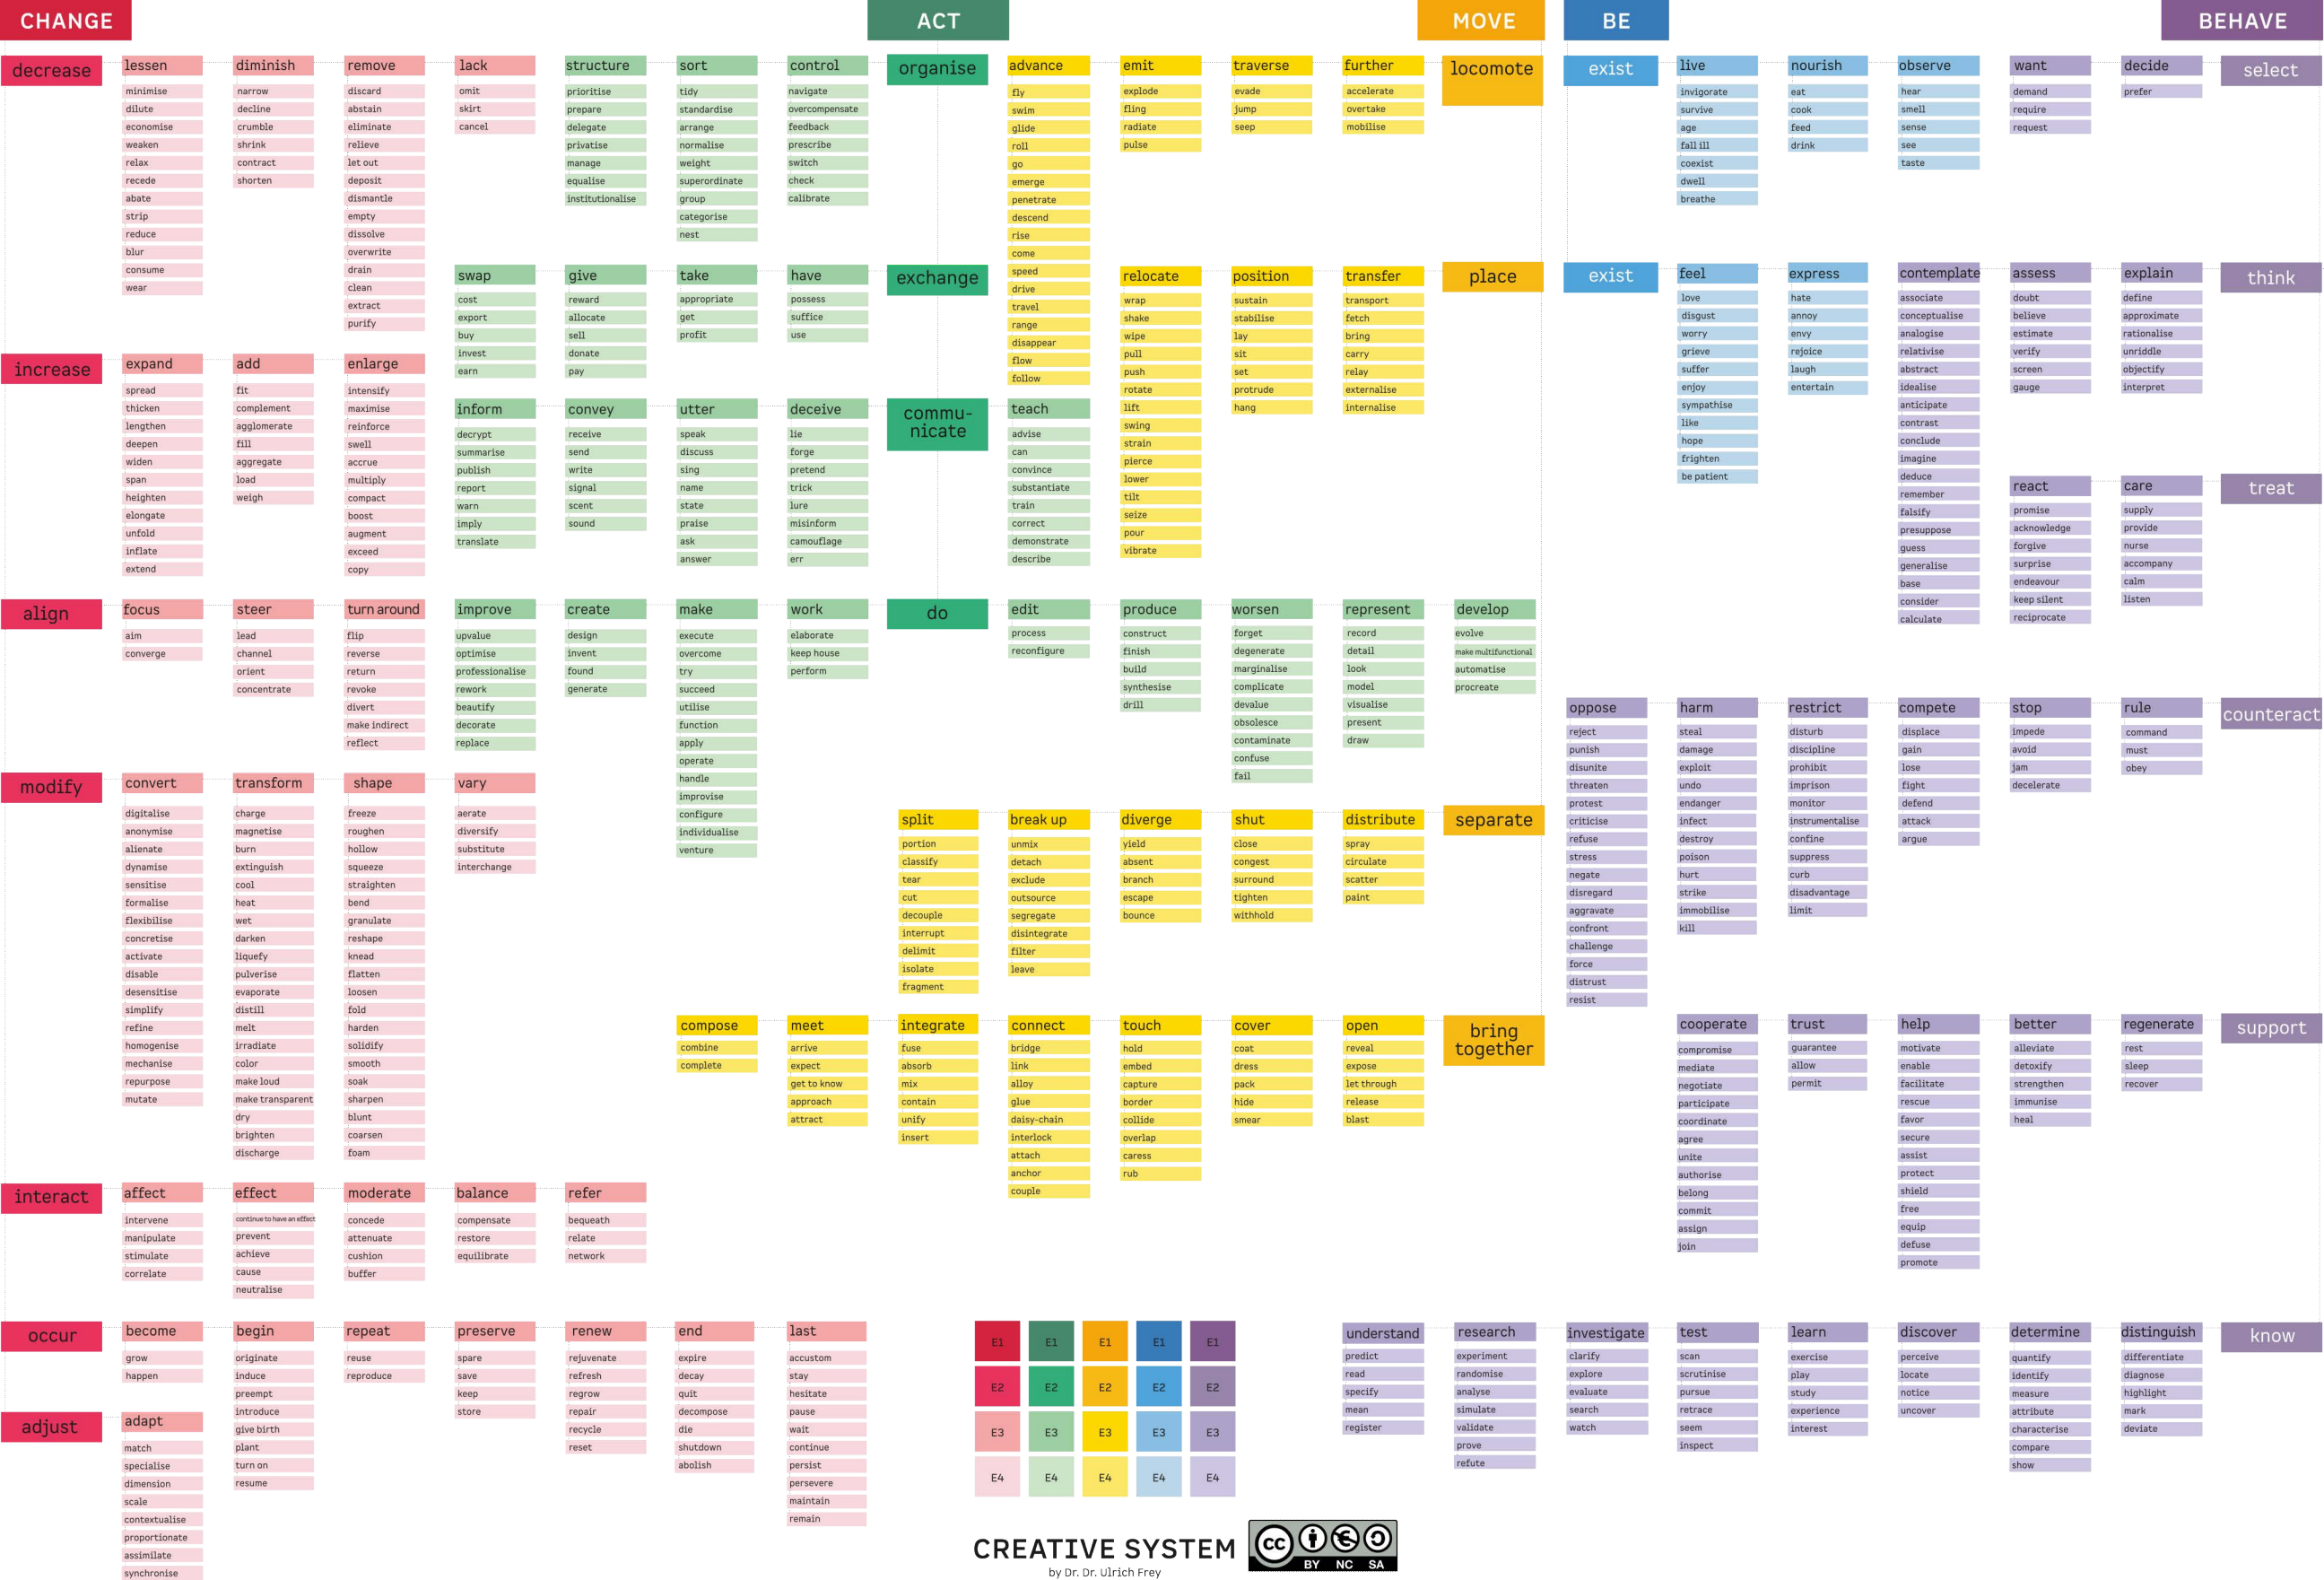 CHANGE
decrease
lessen
minimise
dilute
economise
weaken
relax
recede
abate
strip
reduce
blur
consume
wear
diminish
narrow
decline
crumble
shrink
contract
shorten
remove
discard
abstain
eliminate
relieve
let out
deposit
dismantle
empty
dissolve
overwrite
drain
clean
extract
purify
lack
omit
skirt
cancel
increase
expand
spread
thicken
lengthen
deepen
widen
span
heighten
elongate
unfold
inflate
extend
add
fit
complement
agglomerate
fill
aggregate
load
weigh
enlarge
intensify
maximise
reinforce
swell
accrue
multiply
compact
boost
augment
exceed
copy
align
focus
aim
converge
steer
lead
channel
orient
concentrate
turn around
flip
reverse
return
revoke
divert
make indirect
reflect
modify
convert
digitalise
anonymise
alienate
dynamise
sensitise
formalise
flexibilise
concretise
activate
disable
desensitise
simplify
refine
homogenise
mechanise
repurpose
mutate
transform
charge
magnetise
burn
extinguish
cool
heat
wet
darken
liquefy
pulverise
evaporate
distill
melt
irradiate
color
make loud
make transparent
dry
brighten
discharge
shape
freeze
roughen
hollow
squeeze
straighten
bend
granulate
reshape
knead
flatten
loosen
fold
harden
solidify
smooth
soak
sharpen
blunt
coarsen
foam
vary
aerate
diversify
substitute
interchange
interact
affect
intervene
manipulate
stimulate
correlate
effect
continue to have an effect
prevent
achieve
cause
neutralise
moderate
concede
attenuate
cushion
buffer
balance
compensate
restore
equilibrate
refer
bequeath
relate
network
occur
become
grow
happen
begin
originate
induce
preempt
introduce
give birth
plant
turn on
resume
repeat
reuse
reproduce
preserve
spare
save
keep
store
renew
rejuvenate
refresh
regrow
repair
recycle
reset
end
expire
decay
quit
decompose
die
shutdown
abolish
last
accustom
stay
hesitate
pause
wait
continue
persist
persevere
maintain
remain
adjust
adapt
match
specialise
dimension
scale
contextualise
proportionate
assimilate
synchronise
ACT
organise
structure
prioritise
prepare
delegate
privatise
manage
equalise
institutionalise
sort
tidy
standardise
arrange
normalise
weight
superordinate
group
categorise
nest
control
navigate
overcompensate
feedback
prescribe
switch
check
calibrate
exchange
swap
cost
export
buy
invest
earn
give
reward
allocate
sell
donate
pay
take
appropriate
get
profit
have
possess
suffice
use
commu-
nicate
inform
decrypt
summarise
publish
report
warn
imply
translate
convey
receive
send
write
signal
scent
sound
utter
speak
discuss
sing
name
state
praise
ask
answer
deceive
lie
forge
pretend
trick
lure
misinform
camouflage
err
teach
advise
can
convince
substantiate
train
correct
demonstrate
describe
do
improve
upvalue
optimise
professionalise
rework
beautify
decorate
replace
create
design
invent
found
generate
make
execute
overcome
try
succeed
utilise
function
apply
operate
handle
improvise
configure
individualise
venture
work
elaborate
keep house
perform
edit
process
reconfigure
produce
construct
finish
build
synthesise
drill
worsen
forget
degenerate
marginalise
complicate
devalue
obsolesce
contaminate
confuse
fail
represent
record
detail
look
model
visualise
present
draw
develop
evolve
make multifunctional
automatise
procreate
MOVE
locomote
advance
fly
swim
glide
roll
go
emerge
penetrate
descend
rise
come
speed
drive
travel
range
disappear
flow
follow
emit
explode
fling
radiate
pulse
traverse
evade
jump
seep
further
accelerate
overtake
mobilise
place
relocate
wrap
shake
wipe
pull
push
rotate
lift
swing
strain
pierce
lower
tilt
seize
pour
vibrate
position
sustain
stabilise
lay
sit
set
protrude
hang
transfer
transport
fetch
bring
carry
relay
externalise
internalise
separate
split
portion
classify
tear
cut
decouple
interrupt
delimit
isolate
fragment
break up
unmix
detach
exclude
outsource
segregate
disintegrate
filter
leave
diverge
yield
absent
branch
escape
bounce
shut
close
congest
surround
tighten
withhold
distribute
spray
circulate
scatter
paint
bring
together
compose
combine
complete
meet
arrive
expect
get to know
approach
attract
integrate
fuse
absorb
mix
contain
unify
insert
connect
bridge
link
alloy
glue
daisy-chain
interlock
attach
anchor
couple
touch
hold
embed
capture
border
collide
overlap
caress
rub
cover
coat
dress
pack
hide
smear
open
reveal
expose
let through
release
blast
BE
exist
live
invigorate
survive
age
fall ill
coexist
dwell
breathe
nourish
eat
cook
feed
drink
observe
hear
smell
sense
see
taste
exist
feel
love
disgust
worry
grieve
suffer
enjoy
sympathise
like
hope
frighten
be patient
express
hate
annoy
envy
rejoice
laugh
entertain
BEHAVE
select
want
demand
require
request
decide
prefer
think
contemplate
associate
conceptualise
analogise
relativise
abstract
idealise
anticipate
contrast
conclude
imagine
deduce
remember
falsify
presuppose
guess
generalise
base
consider
calculate
assess
doubt
believe
estimate
verify
screen
gauge
explain
define
approximate
rationalise
unriddle
objectify
interpret
treat
react
promise
acknowledge
forgive
surprise
endeavour
keep silent
reciprocate
care
supply
provide
nurse
accompany
calm
listen
counteract
oppose
reject
punish
disunite
threaten
protest
criticise
refuse
stress
negate
disregard
aggravate
confront
challenge
force
distrust
resist
harm
steal
damage
exploit
undo
endanger
infect
destroy
poison
hurt
strike
immobilise
kill
restrict
disturb
discipline
prohibit
imprison
monitor
instrumentalise
confine
suppress
curb
disadvantage
limit
compete
displace
gain
lose
fight
defend
attack
argue
stop
impede
avoid
jam
decelerate
rule
command
must
obey
support
cooperate
compromise
mediate
negotiate
participate
coordinate
agree
unite
authorise
belong
commit
assign
join
trust
guarantee
allow
permit
help
motivate
enable
facilitate
rescue
favor
secure
assist
protect
shield
free
equip
defuse
promote
better
alleviate
detoxify
strengthen
immunise
heal
regenerate
rest
sleep
recover
know
understand
predict
read
specify
mean
register
research
experiment
randomise
analyse
simulate
validate
prove
refute
investigate
clarify
explore
evaluate
search
watch
test
scan
scrutinise
pursue
retrace
seem
inspect
learn
exercise
play
study
experience
interest
discover
perceive
locate
notice
uncover
determine
quantify
identify
measure
attribute
characterise
compare
show
distinguish
differentiate
diagnose
highlight
mark
deviate
E1 E1 E1 E1 E1
E2 E2 E2 E2 E2
E3 E3 E3 E3 E3
E4 E4 E4 E4 E4
CREATIVE SYSTEM
by Dr. Dr. Ulrich Frey
cc
BY NC SA